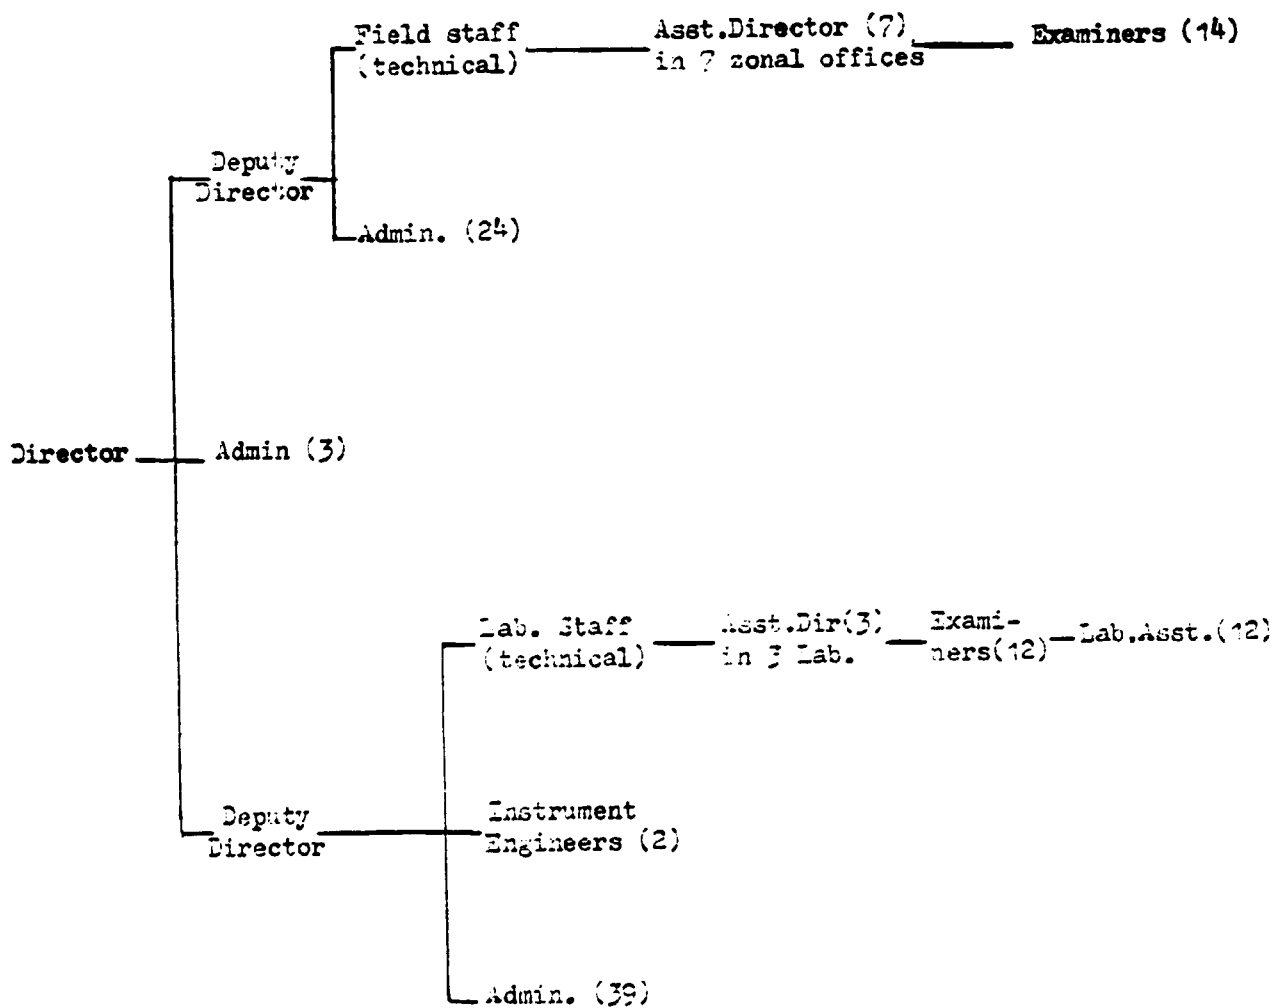 Field staff
(technical)
Asst.Director (7)
in 7 zonal offices
Examiners (14)
Deputy
Director
Admin. (24)
Director
Admin (3)
Lab. Staff
(technical)
Asst.Dir(3)
in 3 Lab.
Exami-
ners(12)
Lab.Asst.(12)
Deputy
Director
Instrument
Engineers (2)
Admin. (39)